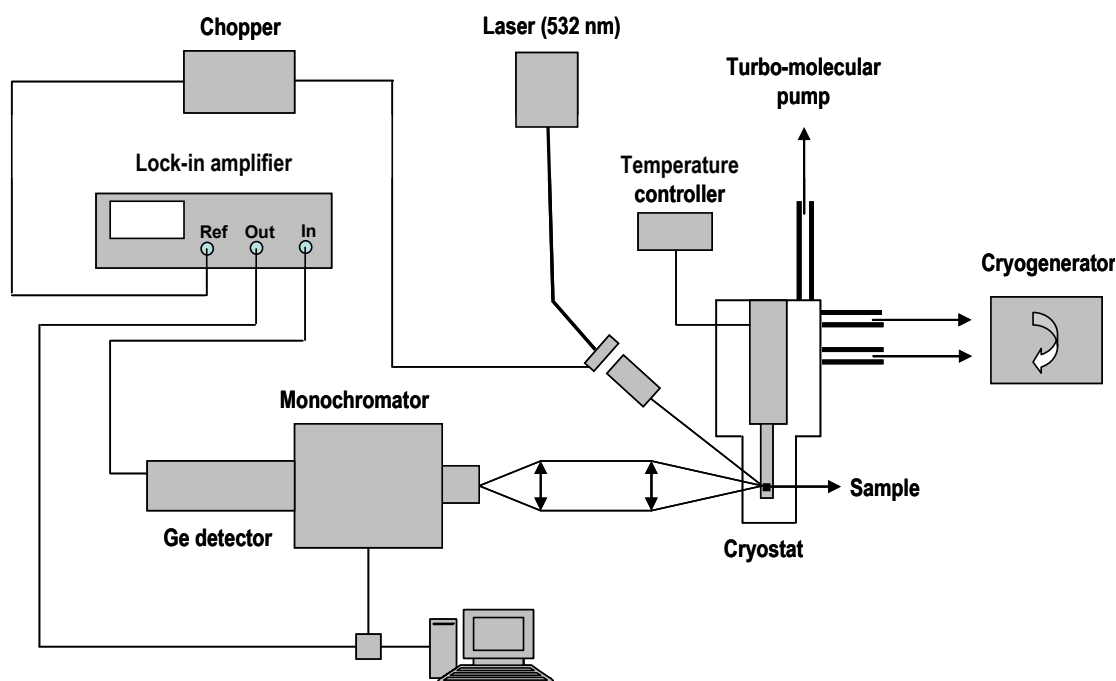 Chopper
Laser (532 nm)
Turbo-molecular
pump
Lock-in amplifier
Temperature
controller
Ref Out In
Cryogenerator
Monochromator
Sample
Ge detector
Cryostat